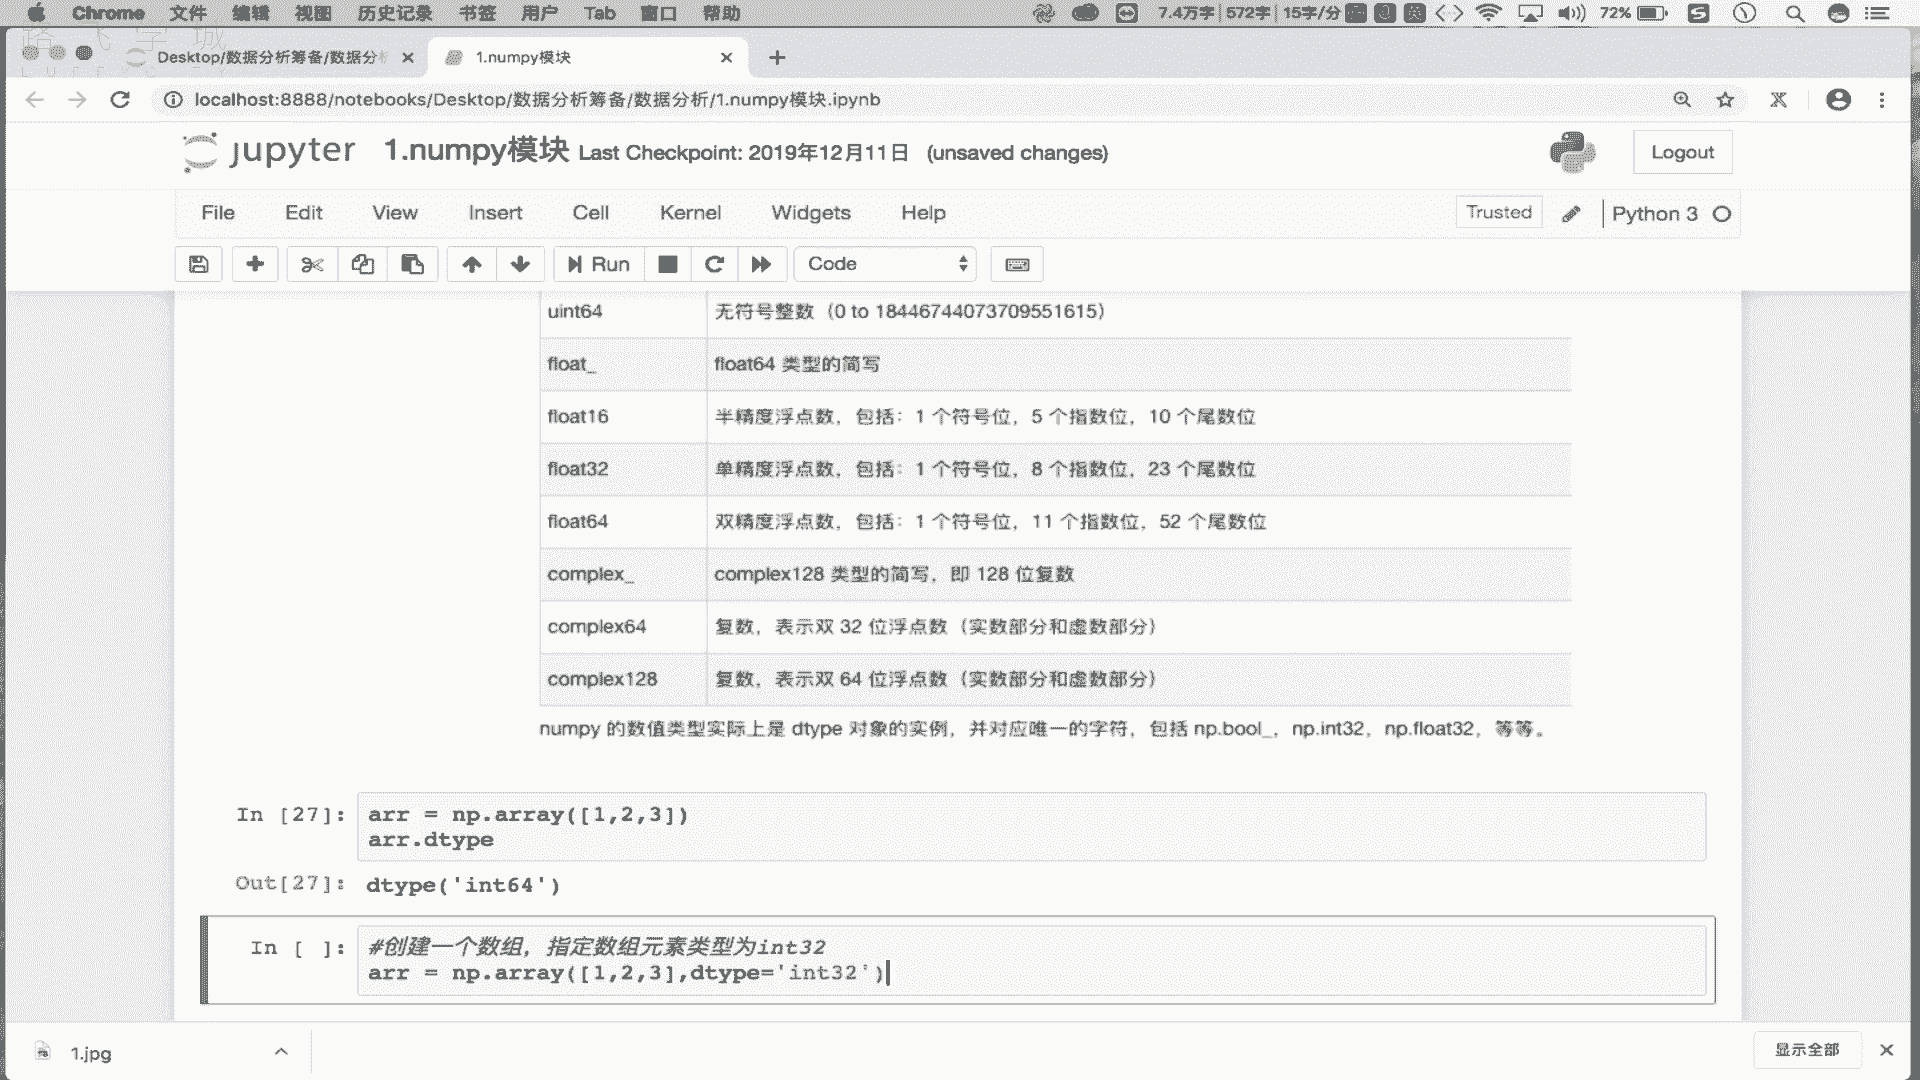 Chrome 文件 编辑 视图 历史记录 书签 用户 Tab 窗口 帮助 7.4万字 572字 15字/分 72%
路飞学城
Desktop/数据分析筹备/数据分析 1.numpy模块
localhost:8888/notebooks/Desktop/数据分析筹备/数据分析/1.numpy模块.ipynb
jupyter 1.numpy模块 Last Checkpoint: 2019年12月11日 (unsaved changes) Logout
File Edit View Insert Cell Kernel Widgets Help Trusted Python 3
Run Code
uint64 无符号整数（0 to 18446744073709551615）
float_ float64 类型的简写
float16 半精度浮点数，包括：1 个符号位，5 个指数位，10 个尾数位
float32 单精度浮点数，包括：1 个符号位，8 个指数位，23 个尾数位
float64 双精度浮点数，包括：1 个符号位，11 个指数位，52 个尾数位
complex_ complex128 类型的简写，即 128 位复数
complex64 复数，表示双 32 位浮点数（实数部分和虚数部分）
complex128 复数，表示双 64 位浮点数（实数部分和虚数部分）
numpy 的数值类型实际上是 dtype 对象的实例，并对应唯一的字符，包括 np.bool_，np.int32，np.float32，等等。
In [27]: arr = np.array([1,2,3])
arr.dtype
Out[27]: dtype('int64')
In [ ]: #创建一个数组，指定数组元素类型为int32
arr = np.array([1,2,3],dtype='int32')
1.jpg 显示全部